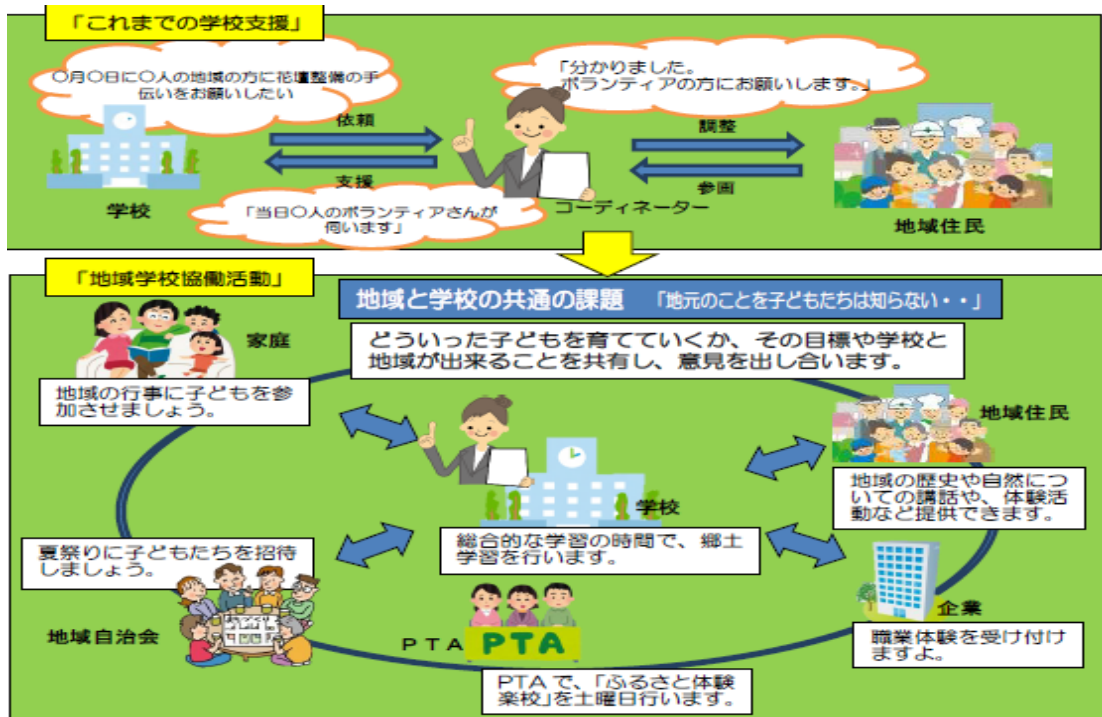 「これまでの学校支援」
〇月〇日に〇人の地域の方に花壇整備の手
伝いをお願いしたい
「分かりました。
ボランティアの方にお願いします。」
依頼
調整
支援
参画
学校
「当日〇人のボランティアさんが
伺います」
コーディネーター
地域住民
「地域学校協働活動」
地域と学校の共通の課題 「地元のことを子どもたちは知らない・・」
どういった子どもを育てていくか、その目標や学校と
地域が出来ることを共有し、意見を出し合います。
家庭
地域の行事に子どもを参
加させましょう。
地域住民
地域の歴史や自然につ
いての講話や、体験活
動など提供できます。
学校
総合的な学習の時間で、郷土
学習を行います。
夏祭りに子どもたちを招待
しましょう。
地域自治会
企業
職業体験を受け付け
ますよ。
PTA PTA
PTAで、「ふるさと体験
楽校」を土曜日行います。